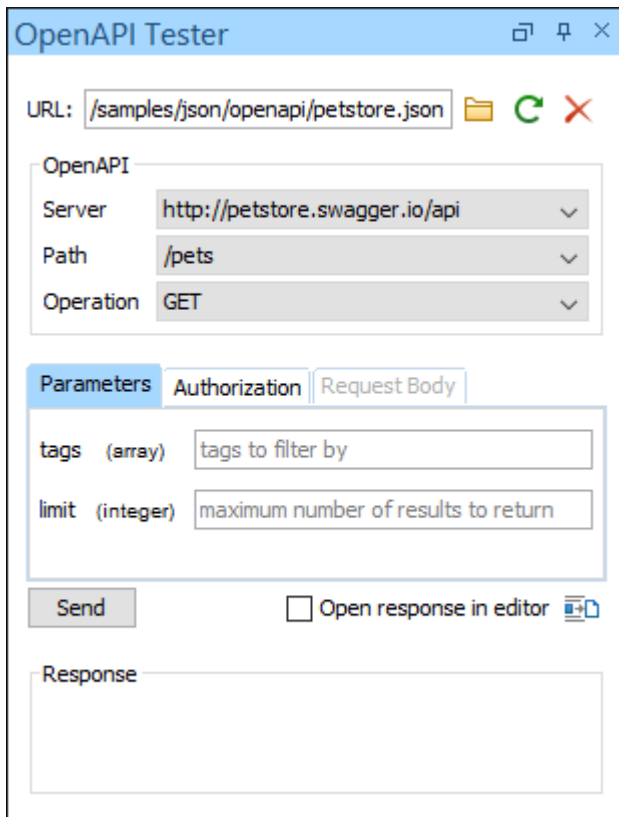 OpenAPI Tester
URL: /samples/json/openapi/petstore.json
OpenAPI
Server http://petstore.swagger.io/api
Path /pets
Operation GET
Parameters Authorization Request Body
tags (array) tags to filter by
limit (integer) maximum number of results to return
Send Open response in editor
Response